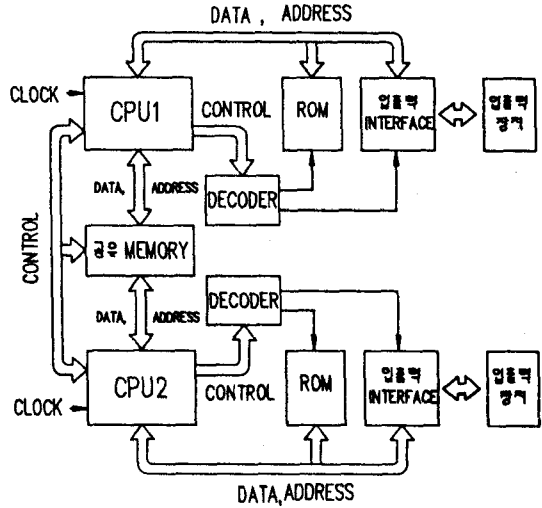 DATA, ADDRESS
CLOCK
CPU1
CONTROL
ROM
입출력
INTERFACE
입출력
장치
DATA, ADDRESS
DECODER
CONTROL
공유 MEMORY
DATA, ADDRESS
DECODER
CPU2
CONTROL
ROM
입출력
INTERFACE
입출력
장치
CLOCK
DATA, ADDRESS